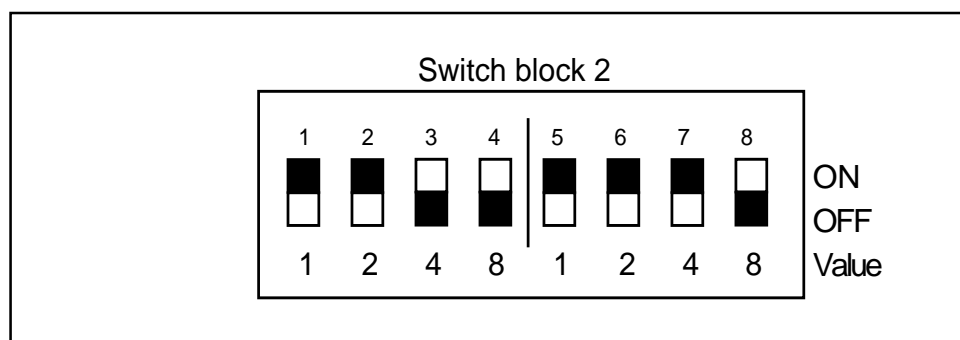 Switch block 2
1 2 3 4 5 6 7 8
ON
OFF
1 2 4 8 1 2 4 8 Value